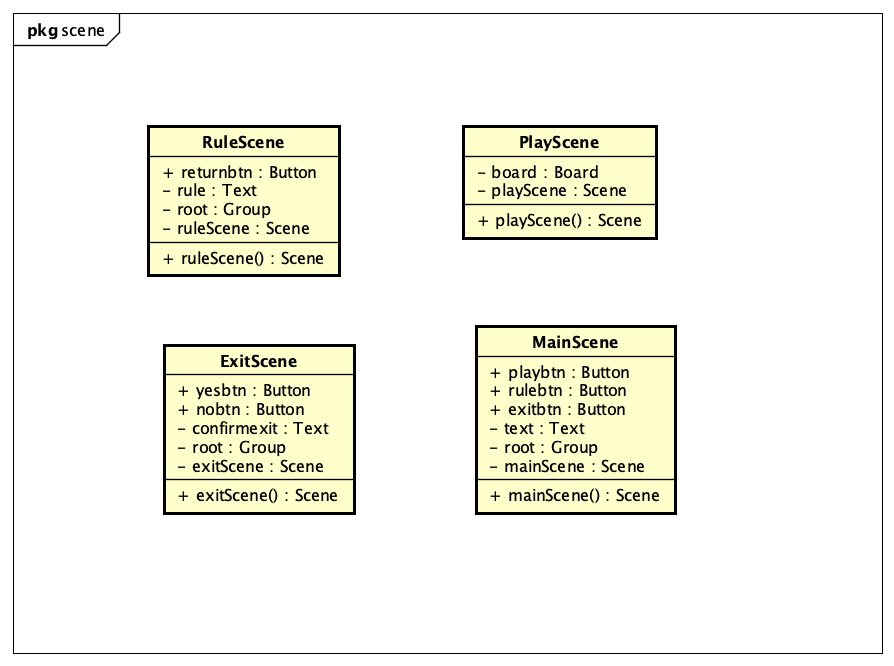 pkg scene
RuleScene
+ returnbtn : Button
- rule : Text
- root : Group
- ruleScene : Scene
+ ruleScene() : Scene
PlayScene
- board : Board
- playScene : Scene
+ playScene() : Scene
ExitScene
+ yesbtn : Button
+ nobtn : Button
- confirmexit : Text
- root : Group
- exitScene : Scene
+ exitScene() : Scene
MainScene
+ playbtn : Button
+ rulebtn : Button
+ exitbtn : Button
- text : Text
- root : Group
- mainScene : Scene
+ mainScene() : Scene